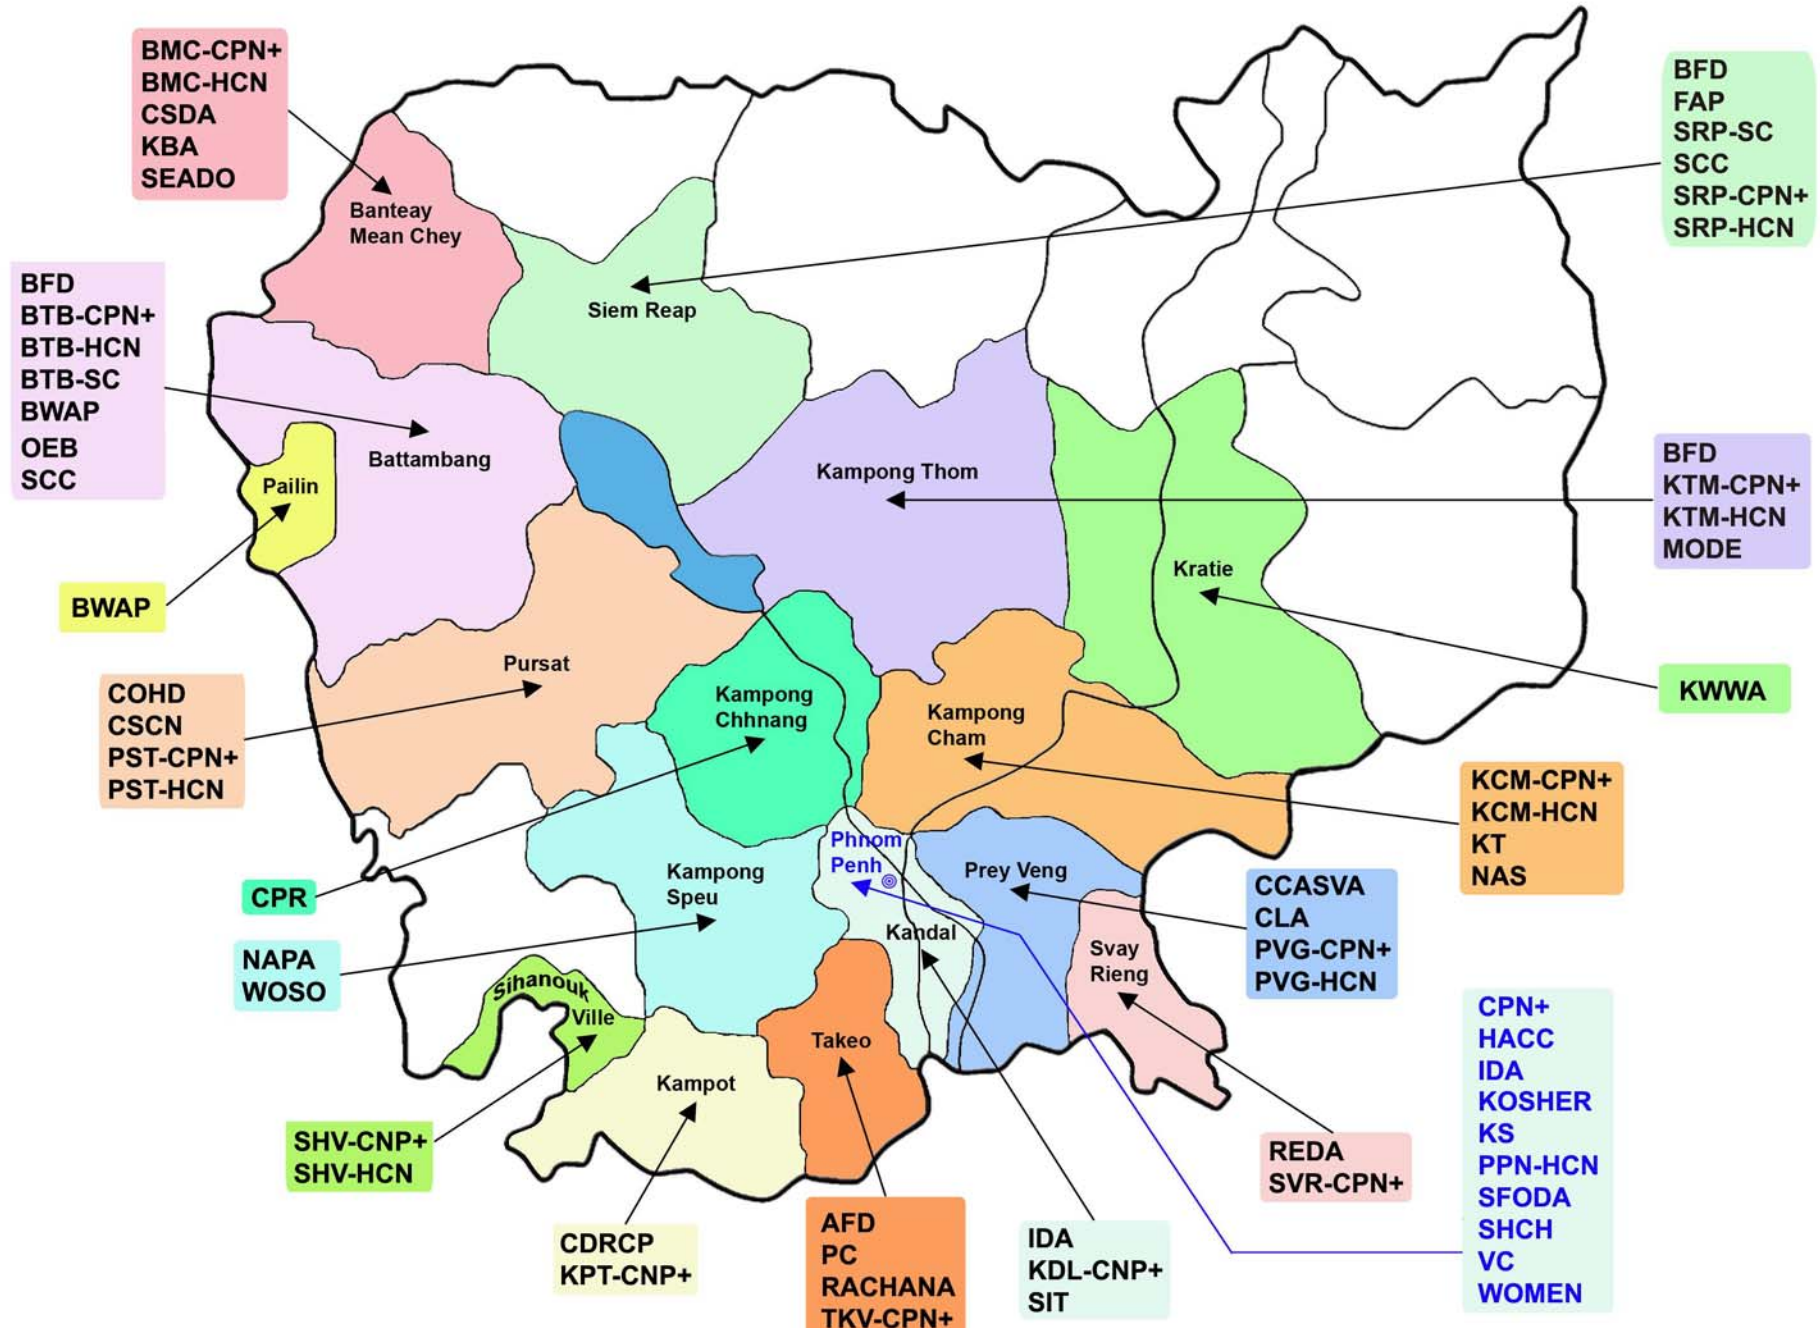 BMC-CPN+
BMC-HCN
CSDA
KBA
SEADO
BFD
FAP
SRP-SC
SCC
SRP-CPN+
SRP-HCN
Banteay
Mean Chey
Siem Reap
BFD
BTB-CPN+
BTB-HCN
BTB-SC
BWAP
OEB
SCC
Battambang
Pailin
Kampong Thom
BFD
KTM-CPN+
KTM-HCN
MODE
Kratie
BWAP
Pursat
COHD
CSCN
PST-CPN+
PST-HCN
Kampong
Chhnang
Kampong
Cham
KWWA
KCM-CPN+
KCM-HCN
KT
NAS
Phnom
Penh
Kampong
Speu
Prey Veng
CCASVA
CLA
PVG-CPN+
PVG-HCN
CPR
NAPA
WOSO
Kandal
Svay
Rieng
Sihanouk
Ville
Takeo
Kampot
CPN+
HACC
IDA
KOSHER
KS
PPN-HCN
SFODA
SHCH
VC
WOMEN
SHV-CNP+
SHV-HCN
REDA
SVR-CPN+
CDRCP
KPT-CNP+
AFD
PC
RACHANA
TKV-CPN+
IDA
KDL-CNP+
SIT